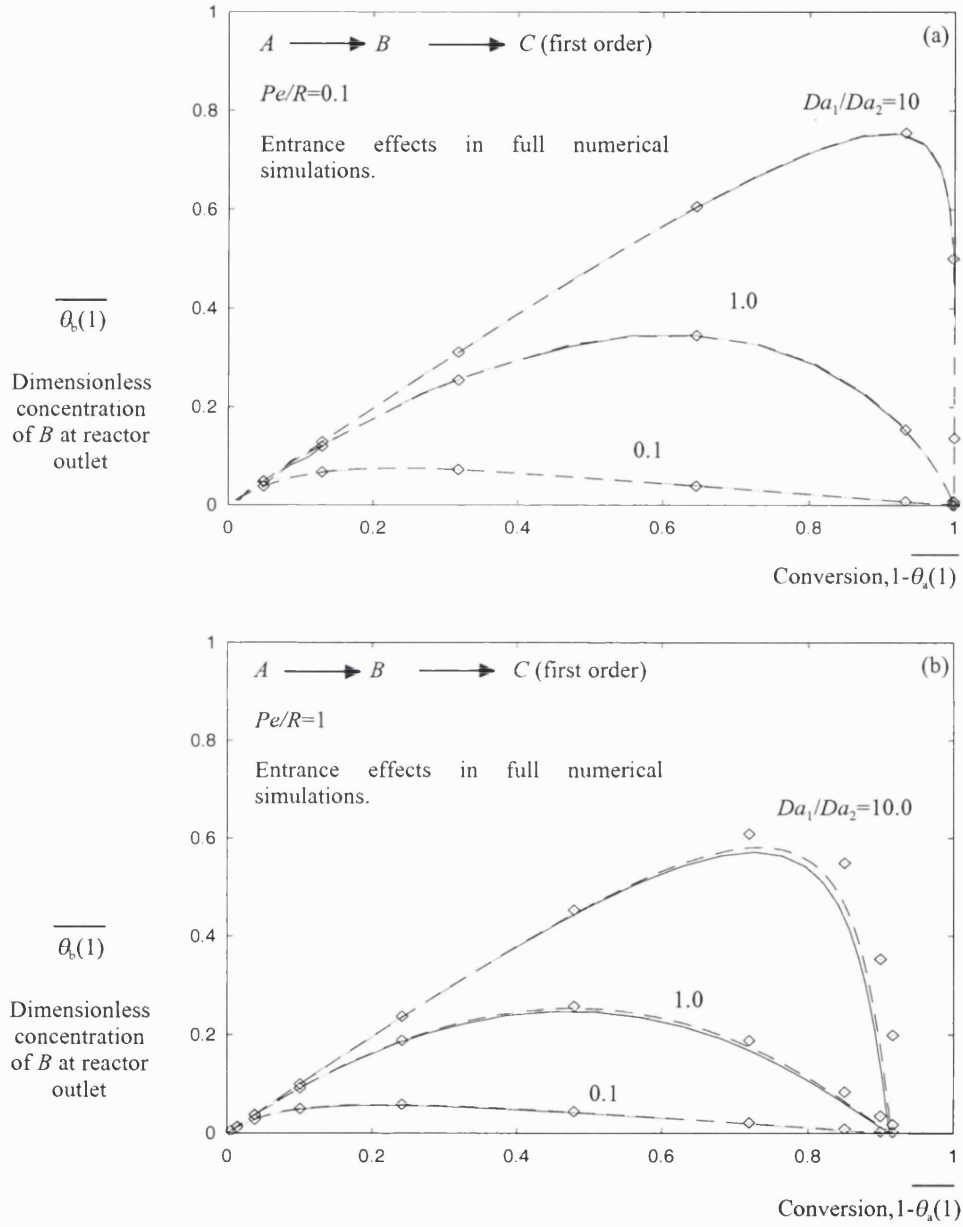 1
(a)
A → B → C (first order)
0.8
Pe/R=0.1
Da₁/Da₂=10
Entrance effects in full numerical
simulations.
0.6
1.0
θb(1)
0.4
Dimensionless
concentration
of B at reactor
outlet
0.2
0.1
0
0 0.2 0.4 0.6 0.8 1
Conversion,1-θa(1)
1
(b)
A → B → C (first order)
Pe/R=1
0.8
Entrance effects in full numerical
simulations.
Da₁/Da₂=10.0
0.6
θb(1)
0.4
1.0
Dimensionless
concentration
of B at reactor
outlet
0.2
0.1
0
0 0.2 0.4 0.6 0.8 1
Conversion,1-θa(1)